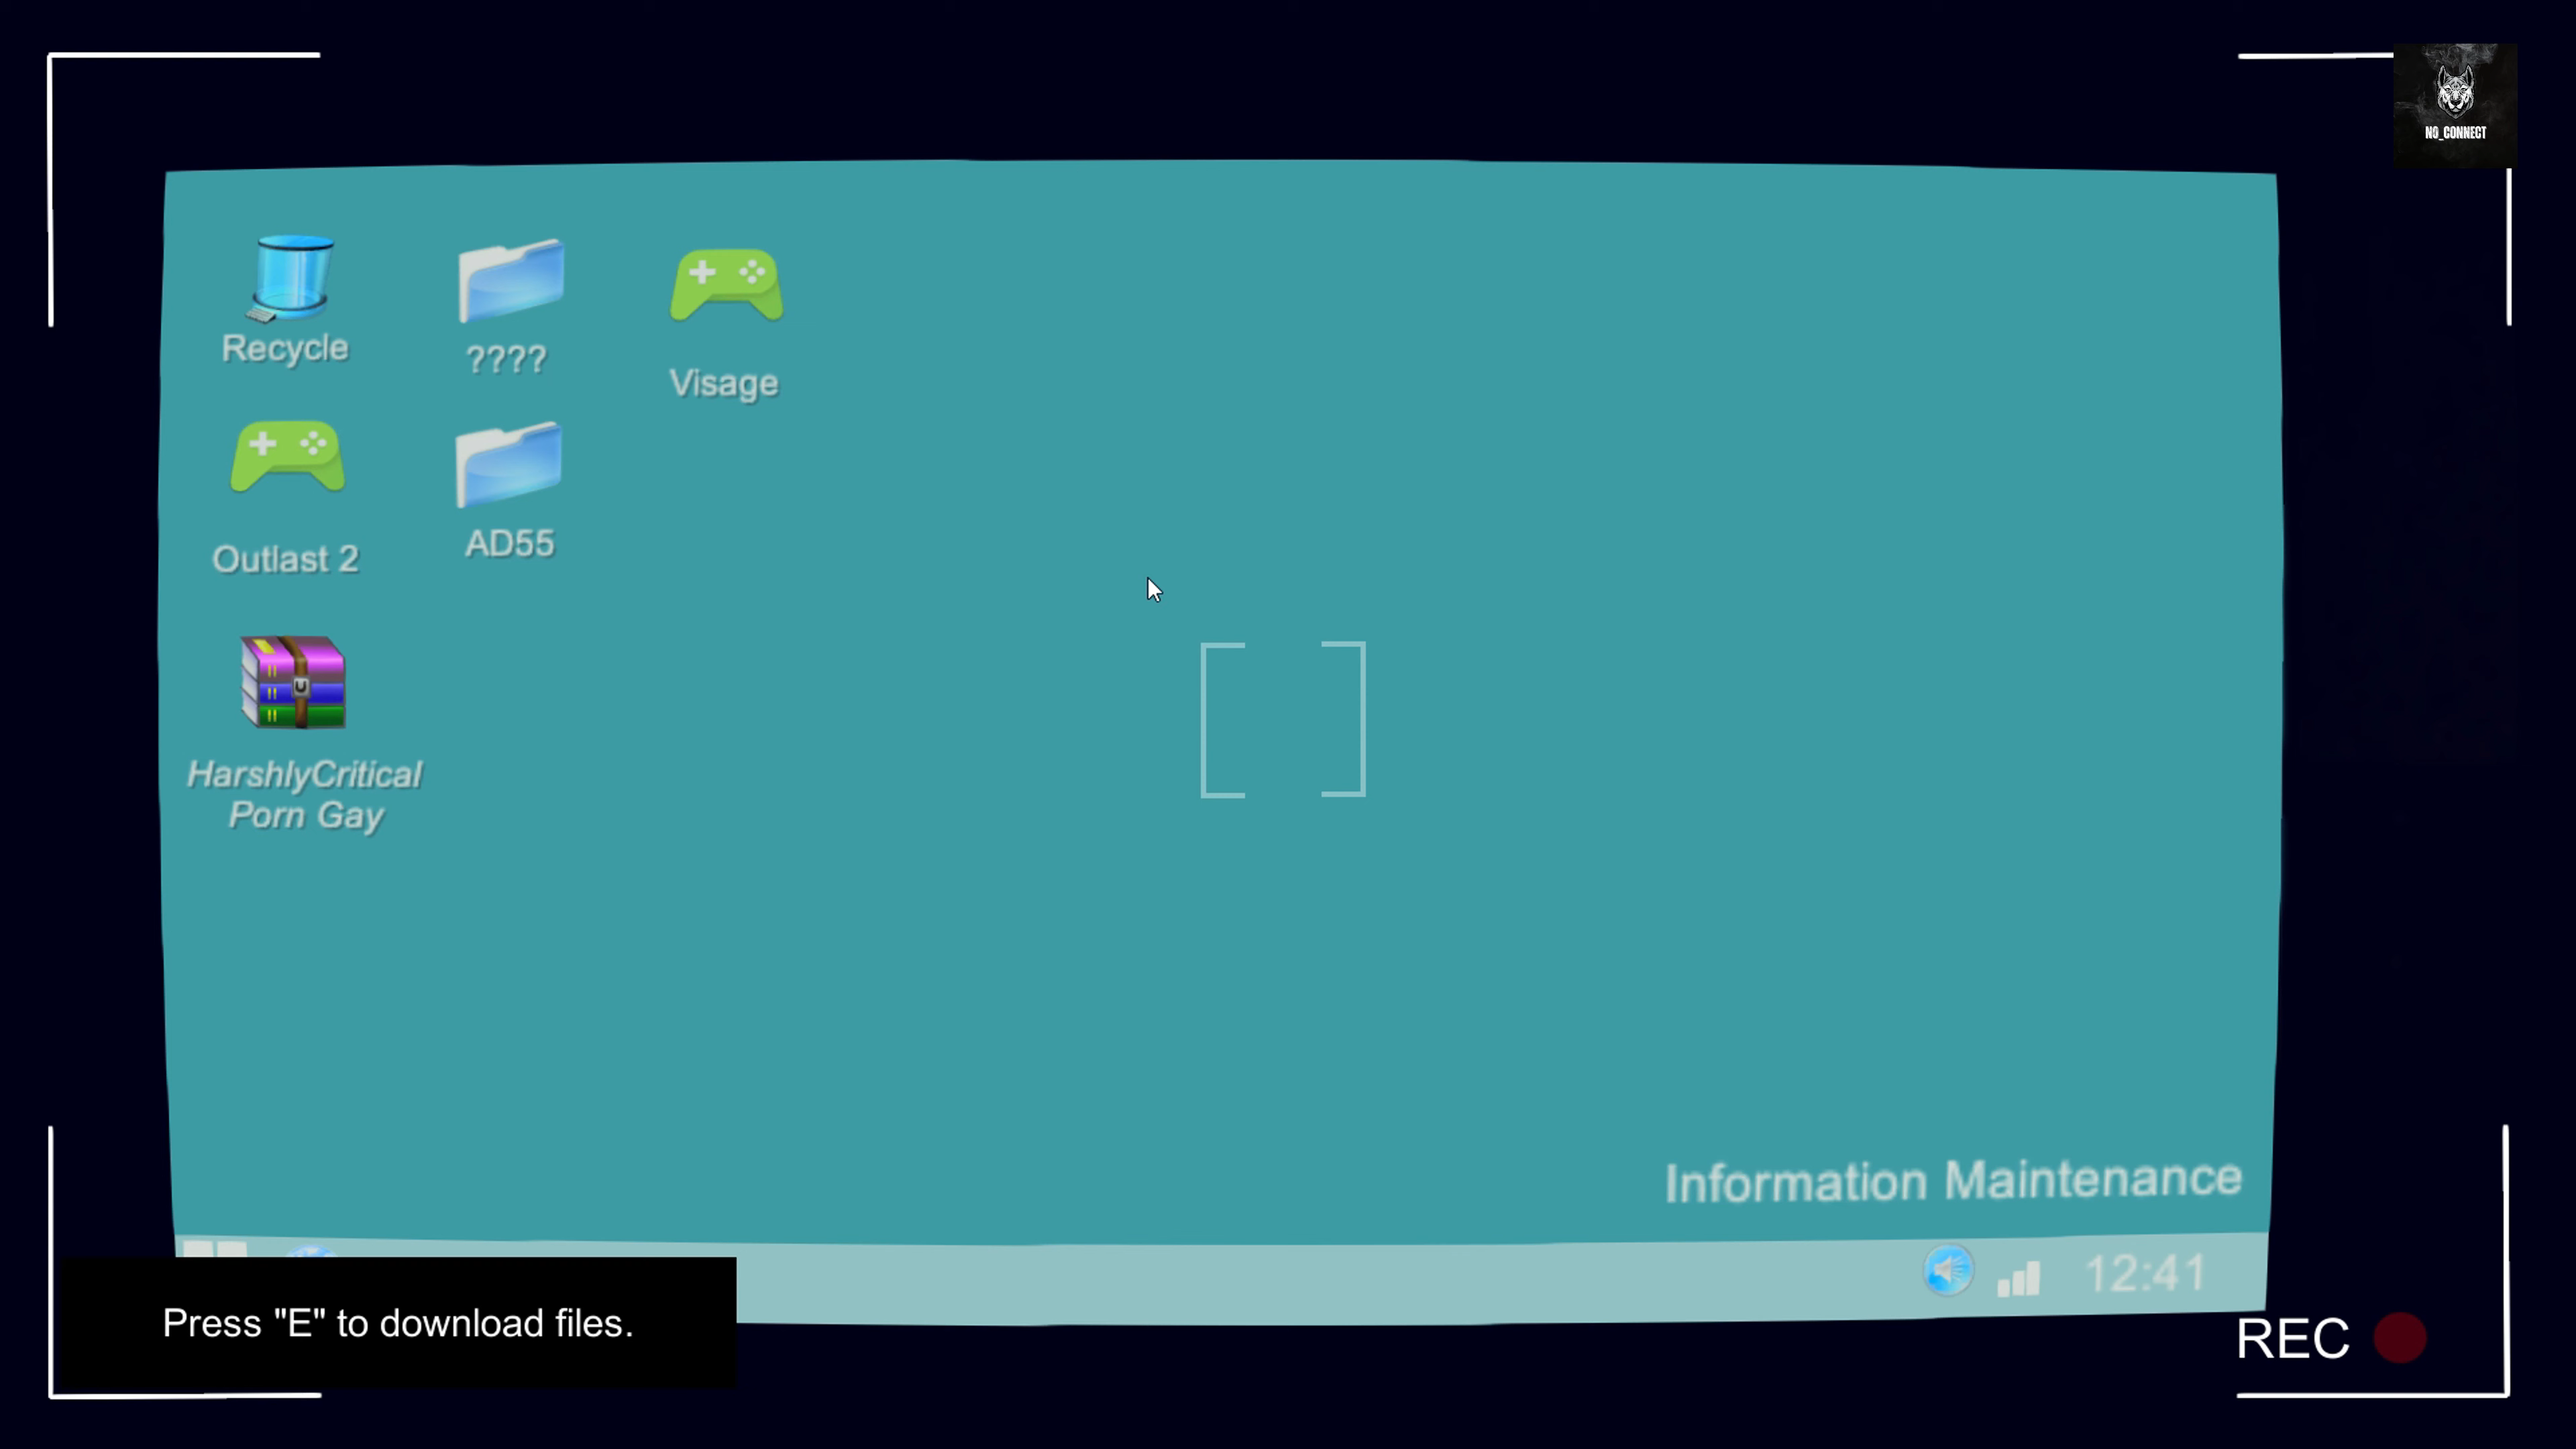 NO_CONNECT
Recycle
????
Visage
Outlast 2
AD55
HarshlyCritical
Porn Gay
Information Maintenance
12:41
Press "E" to download files.
REC